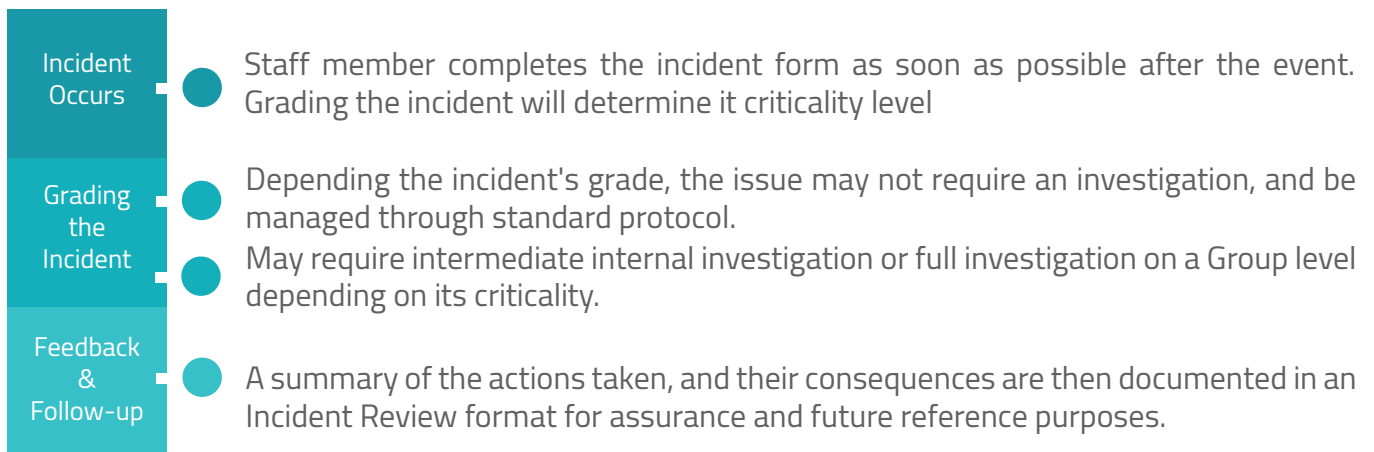 Incident
Occurs
Staff member completes the incident form as soon as possible after the event.
Grading the incident will determine it criticality level
Grading
the
Incident
Depending the incident's grade, the issue may not require an investigation, and be
managed through standard protocol.
May require intermediate internal investigation or full investigation on a Group level
depending on its criticality.
Feedback
&
Follow-up
A summary of the actions taken, and their consequences are then documented in an
Incident Review format for assurance and future reference purposes.